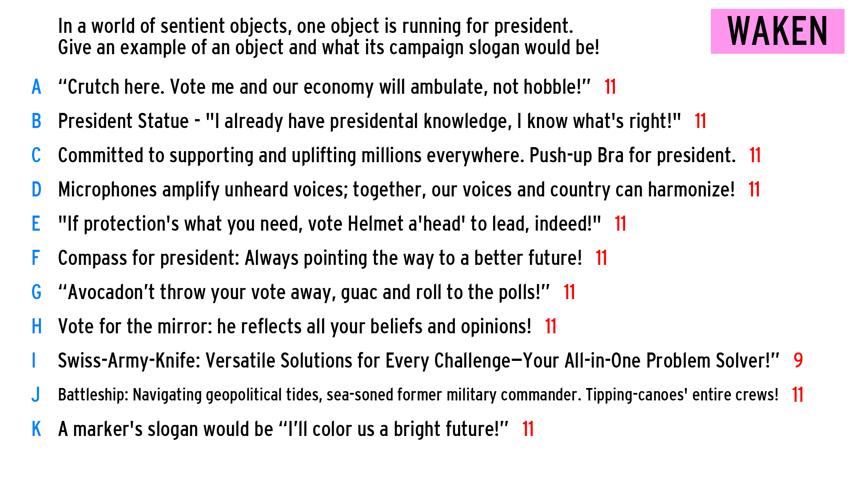 In a world of sentient objects, one object is running for president.
Give an example of an object and what its campaign slogan would be!
WAKEN
A “Crutch here. Vote me and our economy will ambulate, not hobble!” 11
B President Statue - "I already have presidental knowledge, I know what's right!" 11
C Committed to supporting and uplifting millions everywhere. Push-up Bra for president. 11
D Microphones amplify unheard voices; together, our voices and country can harmonize! 11
E "If protection's what you need, vote Helmet a'head' to lead, indeed!" 11
F Compass for president: Always pointing the way to a better future! 11
G “Avocadon’t throw your vote away, guac and roll to the polls!” 11
H Vote for the mirror: he reflects all your beliefs and opinions! 11
I Swiss-Army-Knife: Versatile Solutions for Every Challenge—Your All-in-One Problem Solver!” 9
J Battleship: Navigating geopolitical tides, sea-soned former military commander. Tipping-canoes' entire crews! 11
K A marker's slogan would be “I’ll color us a bright future!” 11